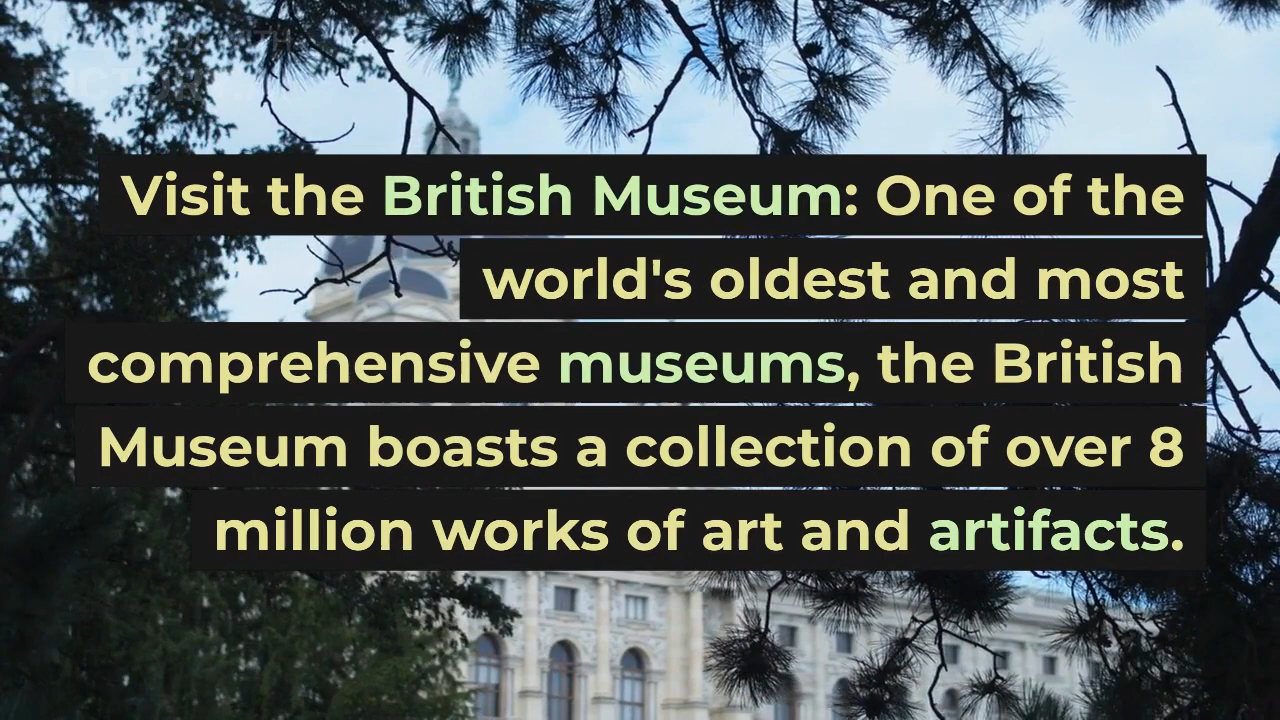 Visit the British Museum: One of the
world's oldest and most
comprehensive museums, the British
Museum boasts a collection of over 8
million works of art and artifacts.